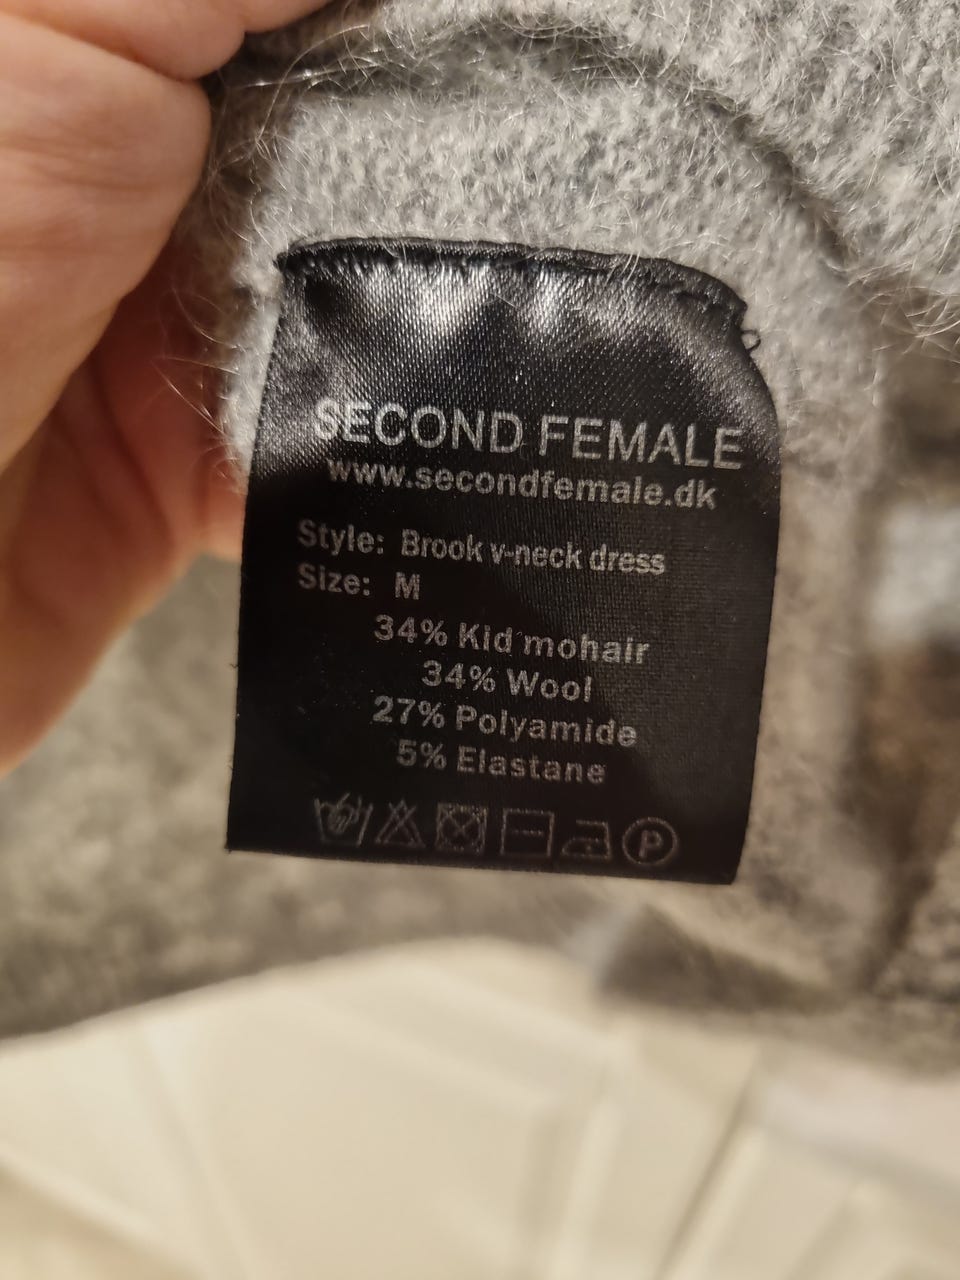 SECOND FEMALE
www.secondfemale.dk
Style: Brook v-neck dress
Size: M
34% Kid mohair
34% Wool
27% Polyamide
5% Elastane
P